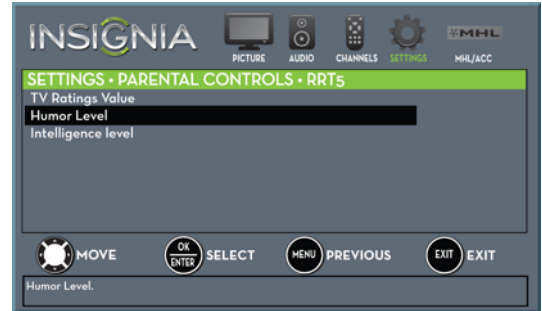 INSIGNIA
PICTURE AUDIO CHANNELS SETTINGS MHL MHL/ACC
SETTINGS • PARENTAL CONTROLS • RRT5
TV Ratings Value
Humor Level
Intelligence level
MOVE OK ENTER SELECT MENU PREVIOUS EXIT EXIT
Humor Level.